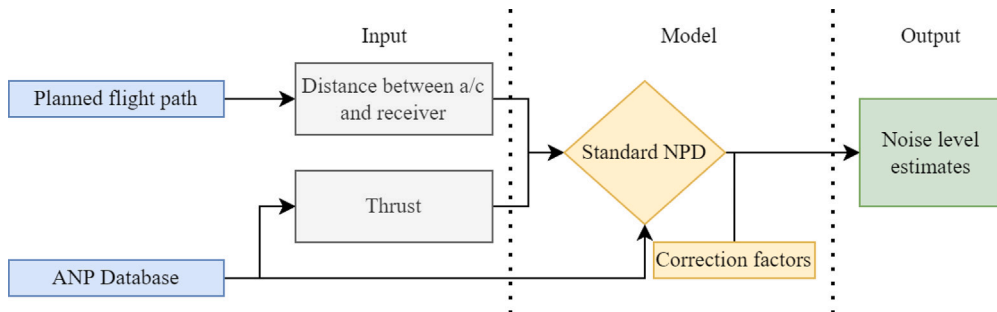 Input
Model
Output
Planned flight path
Distance between a/c
and receiver
Standard NPD
Noise level
estimates
Thrust
Correction factors
ANP Database